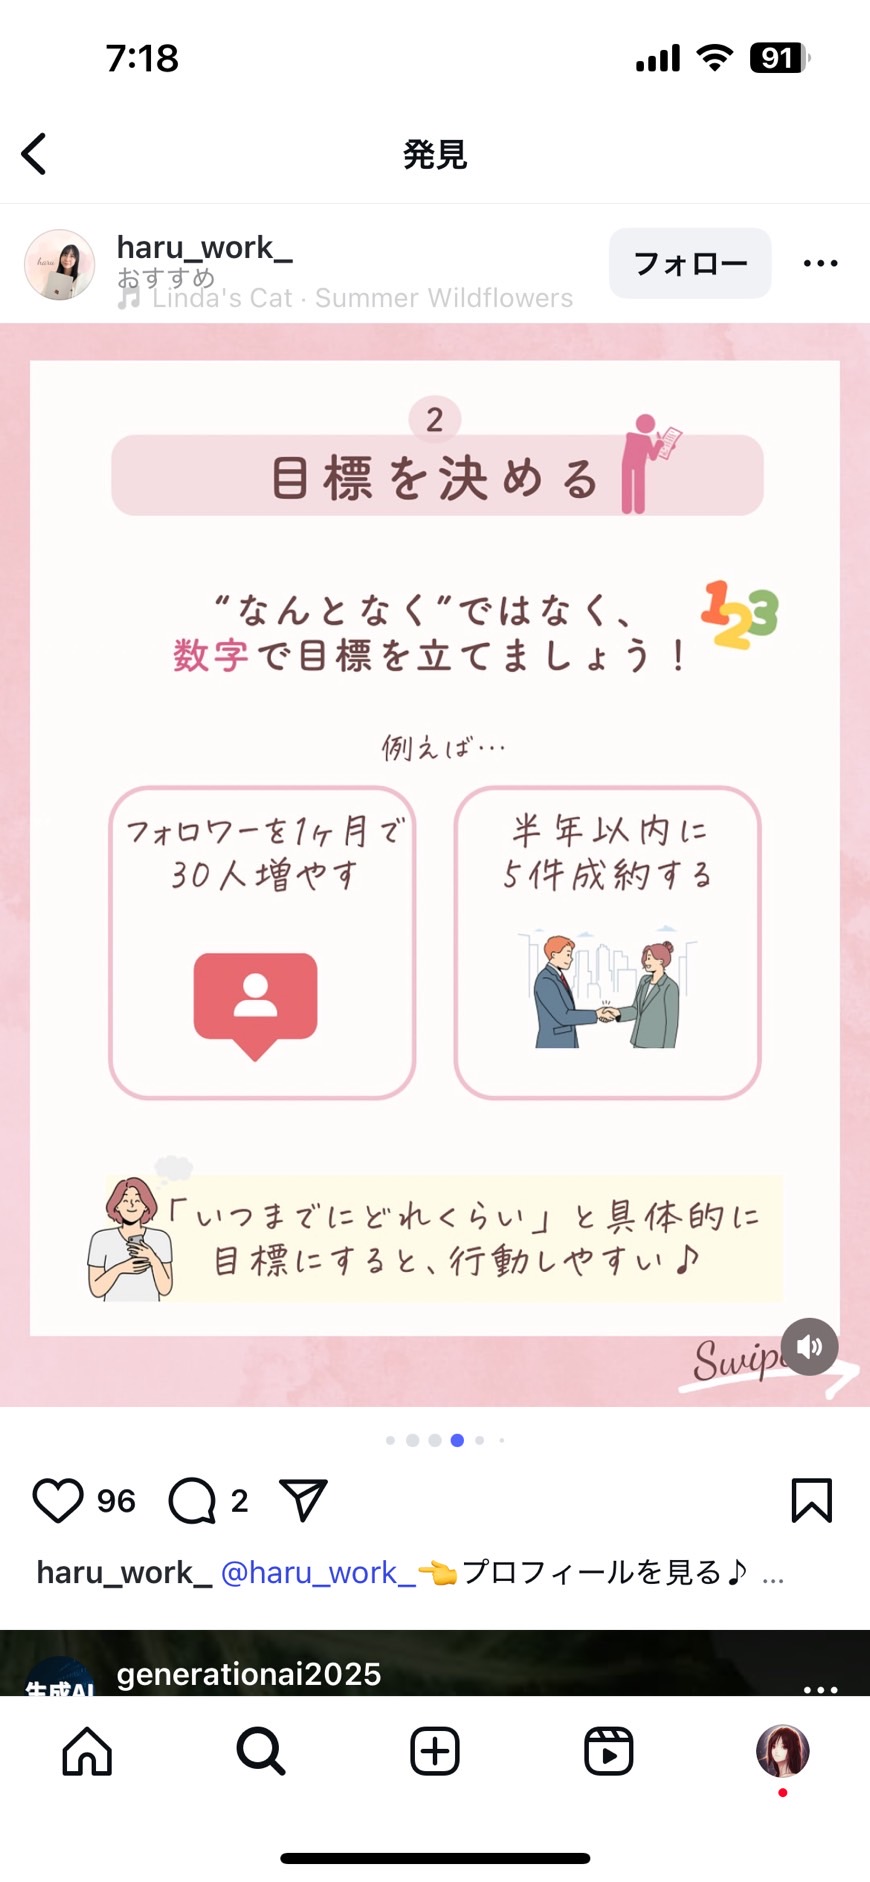 7:18
91
発見
haru_work_
おすすめ
Linda's Cat · Summer Wildflowers
フォロー
2
目標を決める
“なんとなく”ではなく、
123
数字で目標を立てましょう！
例えば…
フォロワーを1ヶ月で
30人増やす
半年以内に
5件成約する
「いつまでにどれくらい」と具体的に
目標にすると、行動しやすい♪
96
2
haru_work_ @haru_work_👈プロフィールを見る♪ ...
generationai2025
生成AI